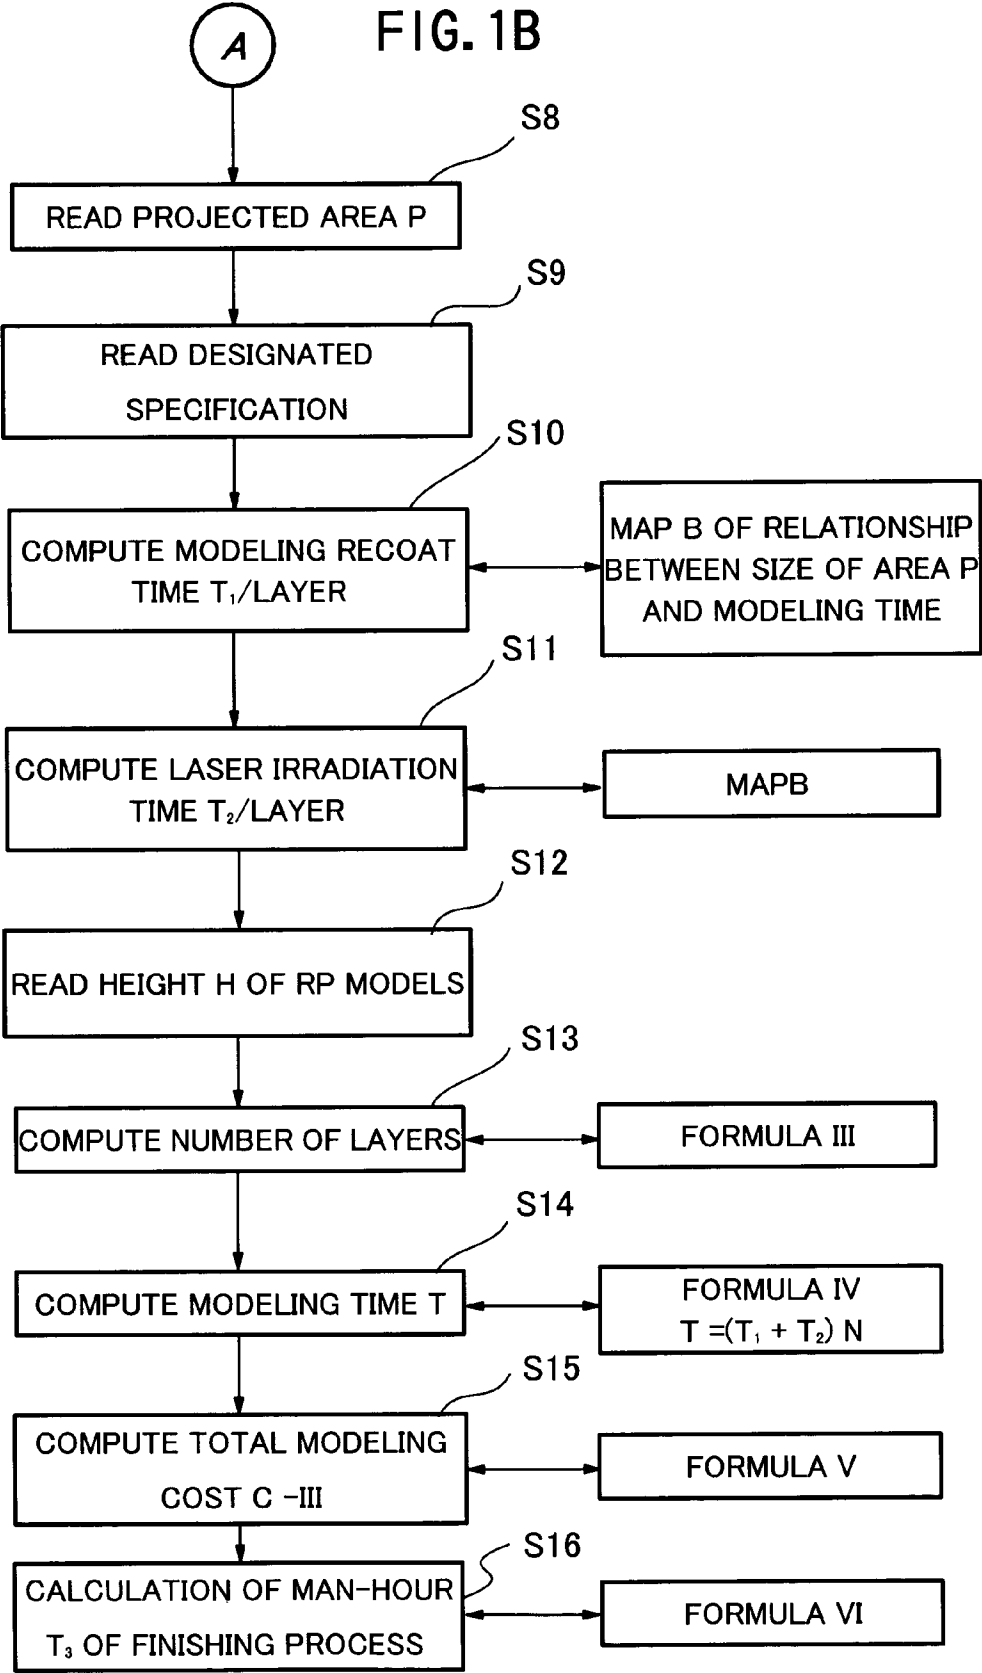 FIG. 1B
A
S8
READ PROJECTED AREA P
S9
READ DESIGNATED
SPECIFICATION
S10
COMPUTE MODELING RECOAT
TIME T₁/LAYER
MAP B OF RELATIONSHIP
BETWEEN SIZE OF AREA P
AND MODELING TIME
S11
COMPUTE LASER IRRADIATION
TIME T₂/LAYER
MAPB
S12
READ HEIGHT H OF RP MODELS
S13
COMPUTE NUMBER OF LAYERS
FORMULA III
S14
COMPUTE MODELING TIME T
FORMULA IV
T =(T₁ + T₂) N
S15
COMPUTE TOTAL MODELING
COST C -III
FORMULA V
S16
CALCULATION OF MAN-HOUR
T₃ OF FINISHING PROCESS
FORMULA VI